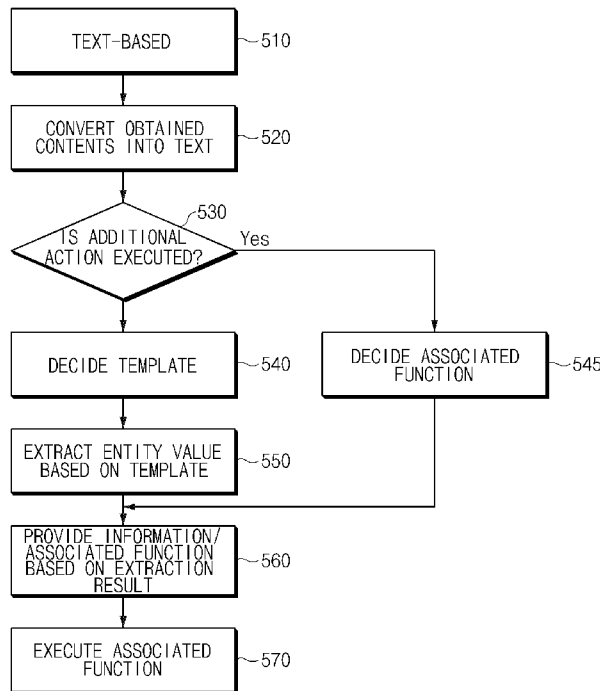 TEXT-BASED
510
CONVERT OBTAINED
CONTENTS INTO TEXT
520
530
IS ADDITIONAL
ACTION EXECUTED?
Yes
DECIDE TEMPLATE
540
DECIDE ASSOCIATED
FUNCTION
545
EXTRACT ENTITY VALUE
BASED ON TEMPLATE
550
PROVIDE INFORMATION/
ASSOCIATED FUNCTION
BASED ON EXTRACTION
RESULT
560
EXECUTE ASSOCIATED
FUNCTION
570